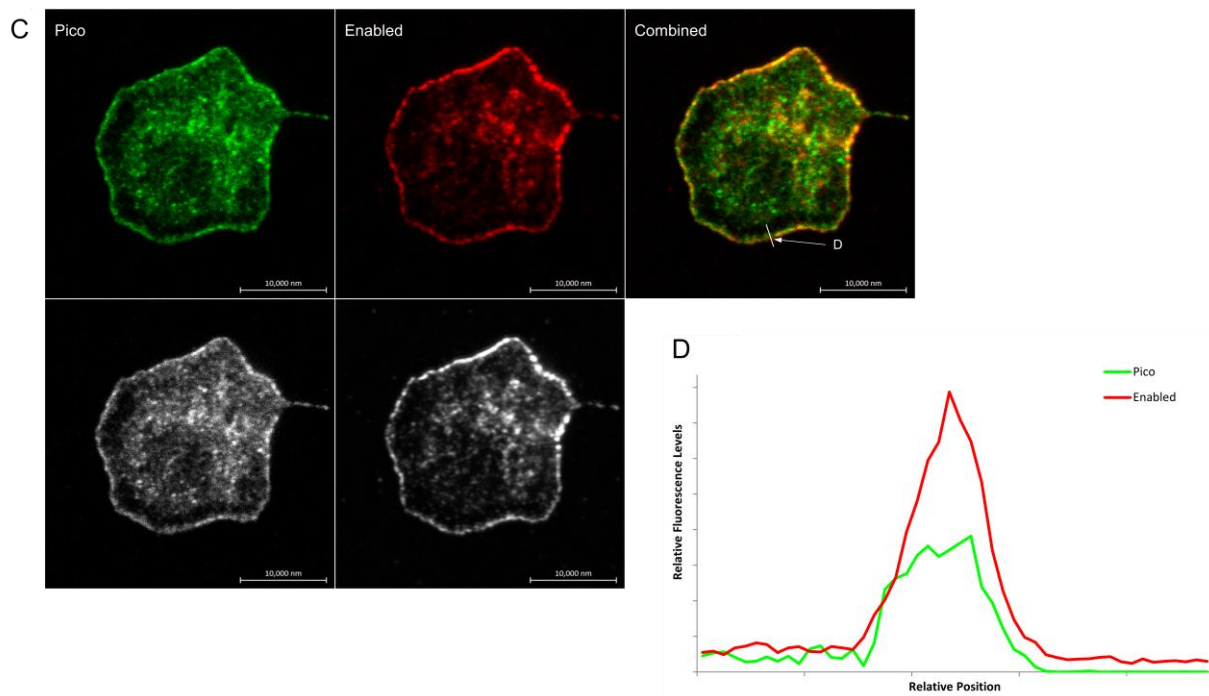 C
Pico
Enabled
Combined
D
10,000 nm
10,000 nm
10,000 nm
10,000 nm
10,000 nm
D
Pico
Enabled
Relative Fluorescence Levels
Relative Position